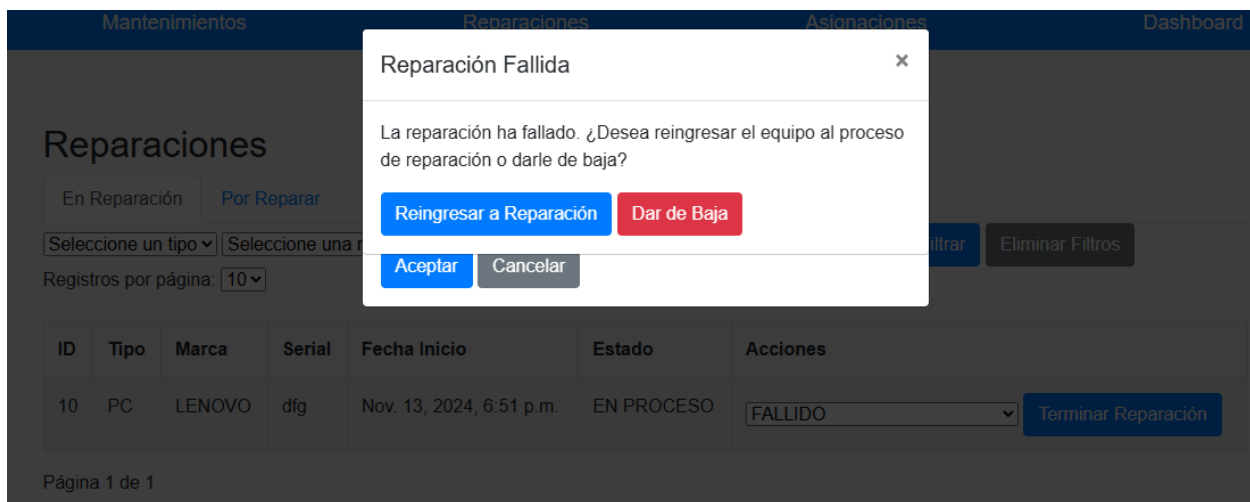 Mantenimientos Reparaciones Asignaciones Dashboard
Reparación Fallida ×
La reparación ha fallado. ¿Desea reingresar el equipo al proceso
de reparación o darle de baja?
Reingresar a Reparación Dar de Baja
Aceptar Cancelar
Reparaciones
En Reparación Por Reparar
Seleccione un tipo Seleccione una Eliminar Filtros
Registros por página: 10
ID Tipo Marca Serial Fecha Inicio Estado Acciones
10 PC LENOVO dfg Nov. 13, 2024, 6:51 p.m. EN PROCESO FALLIDO Terminar Reparación
Página 1 de 1